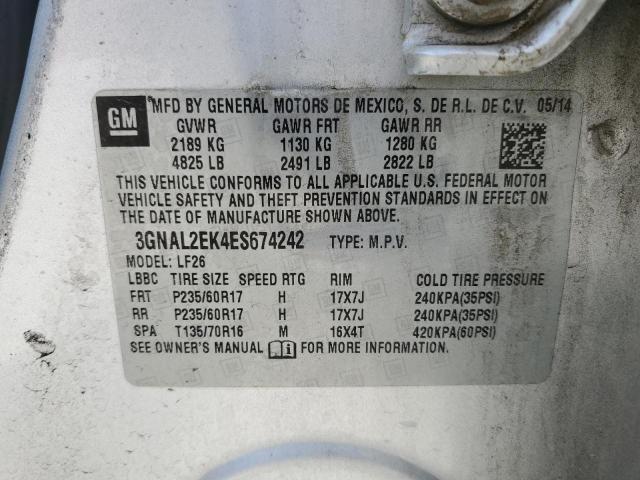 GM MFD BY GENERAL MOTORS DE MEXICO, S. DE R.L. DE C.V. 05/14
GVWR GAWR FRT GAWR RR
2189 KG 1130 KG 1280 KG
4825 LB 2491 LB 2822 LB
THIS VEHICLE CONFORMS TO ALL APPLICABLE U.S. FEDERAL MOTOR
VEHICLE SAFETY AND THEFT PREVENTION STANDARDS IN EFFECT ON
THE DATE OF MANUFACTURE SHOWN ABOVE.
3GNAL2EK4ES674242 TYPE: M.P.V.
MODEL: LF26
LBBC TIRE SIZE SPEED RTG RIM COLD TIRE PRESSURE
FRT P235/60R17 H 17X7J 240KPA(35PSI)
RR P235/60R17 H 17X7J 240KPA(35PSI)
SPA T135/70R16 M 16X4T 420KPA(60PSI)
SEE OWNER'S MANUAL FOR MORE INFORMATION.